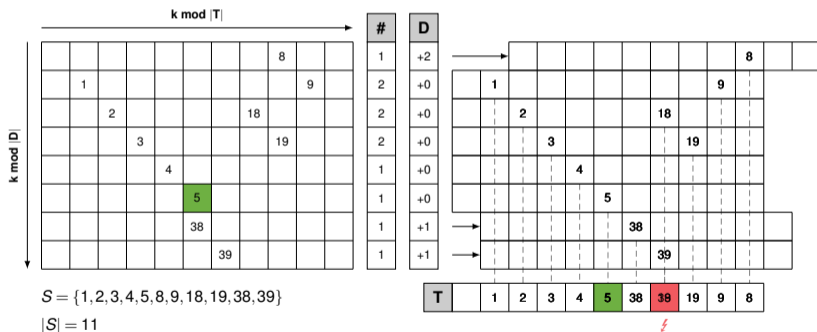 k mod |T|
# D
k mod |D|
8 1 +2 8
1 9 2 +0 1 9
2 18 2 +0 2 18
3 19 2 +0 3 19
4 1 +0 4
5 1 +0 5
38 1 +1 38
39 1 +1 39
S = {1,2,3,4,5,8,9,18,19,38,39}
T 1 2 3 4 5 38 38 19 9 8
|S| = 11